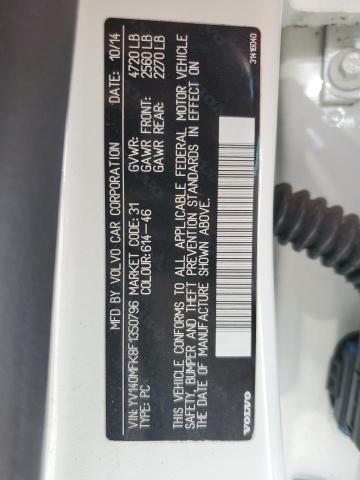 MFD BY VOLVO CAR CORPORATION DATE: 10/14
GVWR: 4720 LB
GAWR FRONT: 2560 LB
GAWR REAR: 2270 LB
VIN: YV140MFK8F1350796 MARKET CODE: 31
TYPE: PC COLOUR: 614-46
THIS VEHICLE CONFORMS TO ALL APPLICABLE FEDERAL MOTOR VEHICLE
SAFETY, BUMPER AND THEFT PREVENTION STANDARDS IN EFFECT ON
THE DATE OF MANUFACTURE SHOWN ABOVE.
VOLVO
31419040